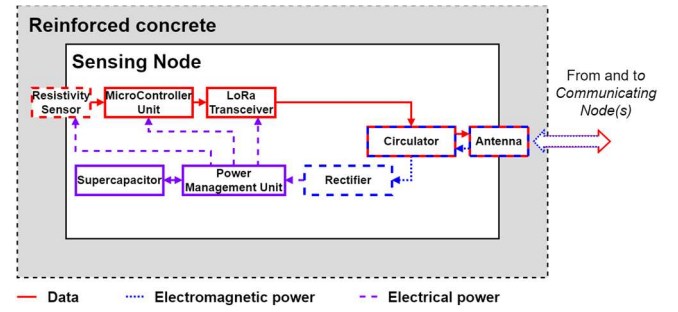 Reinforced concrete
Sensing Node
Resistivity
Sensor
MicroController
Unit
LoRa
Transceiver
From and to
Communicating
Node(s)
Circulator
Antenna
Supercapacitor
Power
Management Unit
Rectifier
Data
Electromagnetic power
Electrical power